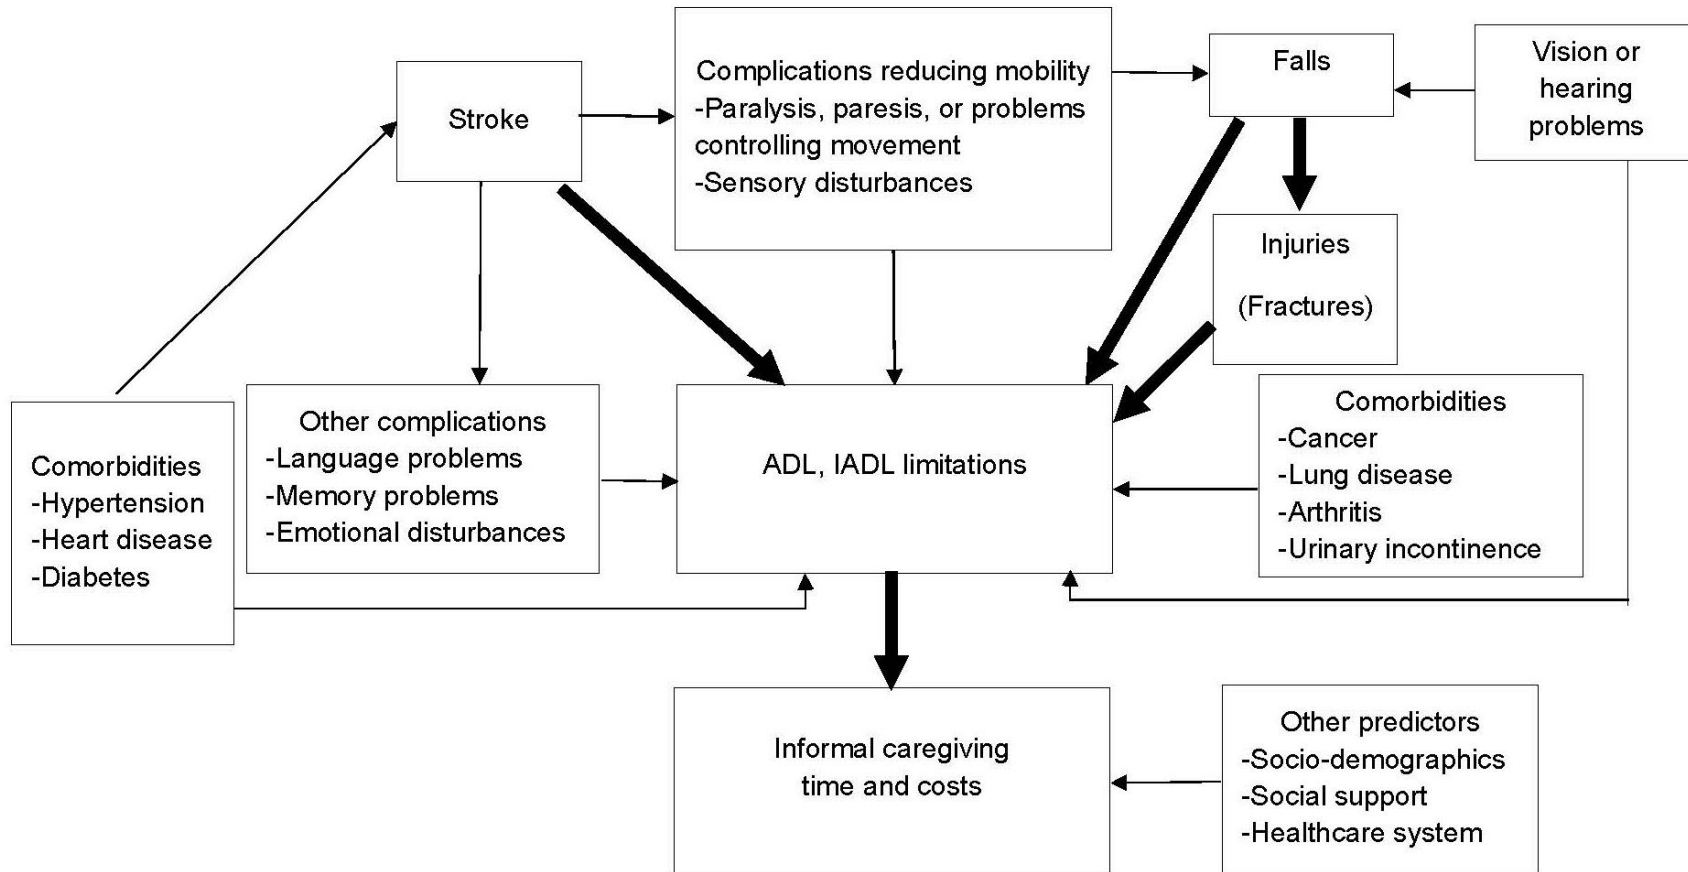 Stroke
Complications reducing mobility
-Paralysis, paresis, or problems
controlling movement
-Sensory disturbances
Falls
Vision or
hearing
problems
Injuries
(Fractures)
Comorbidities
-Hypertension
-Heart disease
-Diabetes
Other complications
-Language problems
-Memory problems
-Emotional disturbances
ADL, IADL limitations
Comorbidities
-Cancer
-Lung disease
-Arthritis
-Urinary incontinence
Informal caregiving
time and costs
Other predictors
-Socio-demographics
-Social support
-Healthcare system